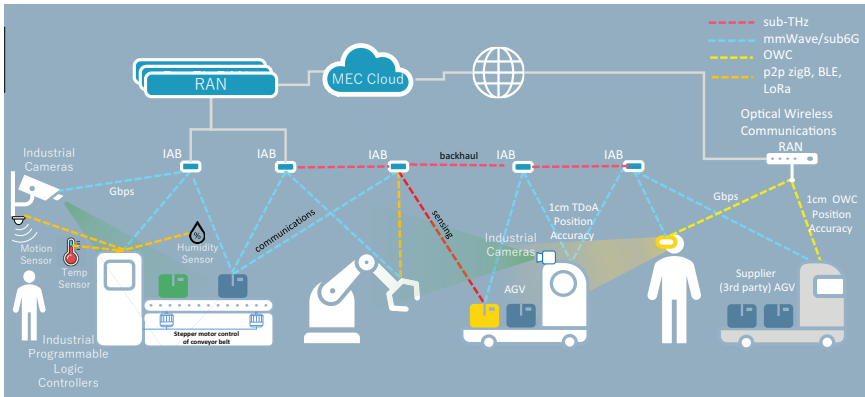 sub-THz
mmWave/sub6G
OWC
p2p zigB, BLE,
LoRa
RAN
MEC Cloud
Optical Wireless
Communications
RAN
Industrial
Cameras
IAB
IAB
IAB
backhaul
IAB
IAB
Gbps
Gbps
communications
sensing
1cm TDoA
Position
Accuracy
1cm OWC
Position
Accuracy
Motion
Sensor
Temp
Sensor
%
Humidity
Sensor
Industrial
Cameras
AGV
Supplier
(3rd party) AGV
Stepper motor control
of conveyor belt
Industrial
Programmable
Logic
Controllers